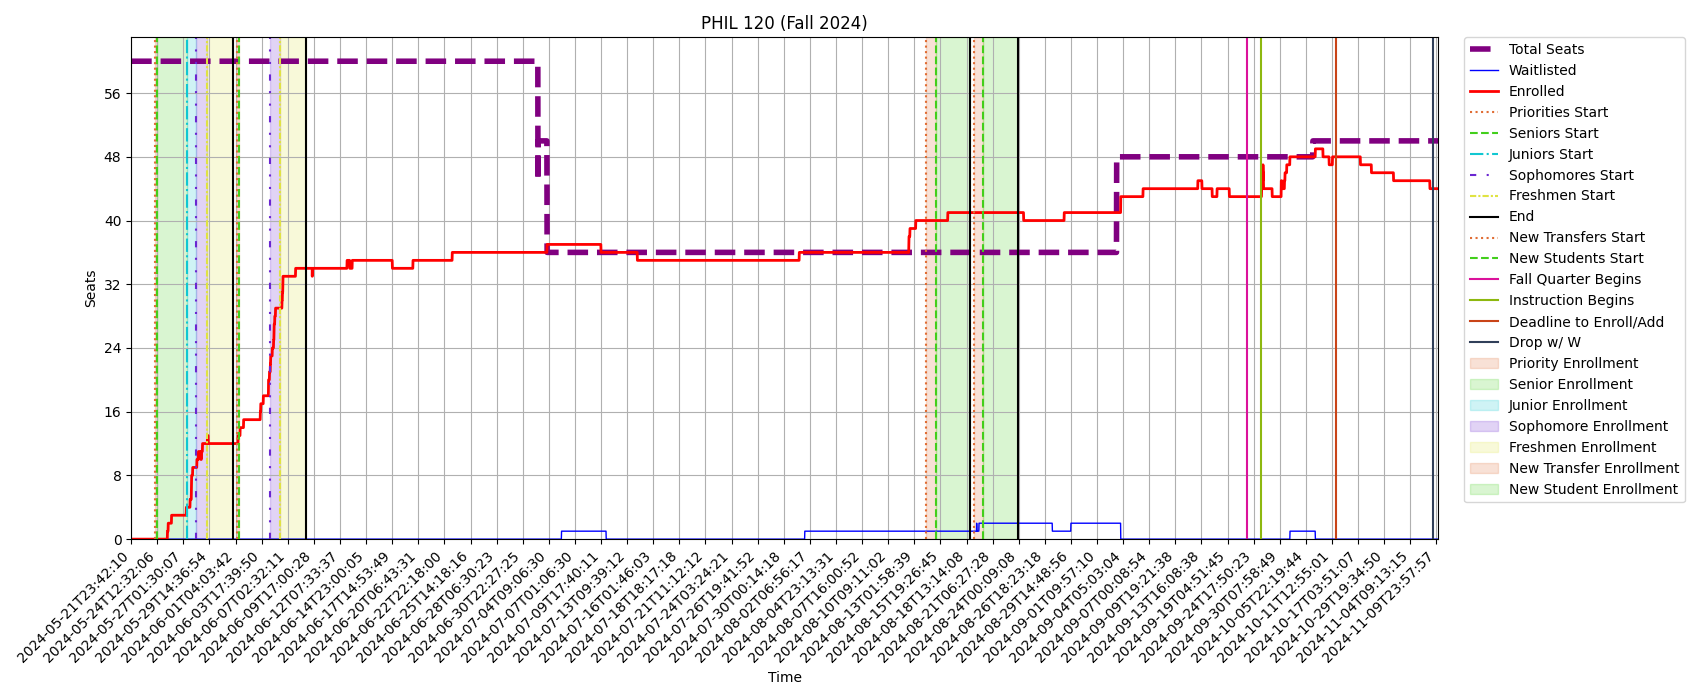 PHIL 120 (Fall 2024)
Total Seats
Waitlisted
Enrolled
Priorities Start
Seniors Start
Juniors Start
Sophomores Start
Freshmen Start
End
New Transfers Start
New Students Start
Fall Quarter Begins
Instruction Begins
Deadline to Enroll/Add
Drop w/ W
Priority Enrollment
Senior Enrollment
Junior Enrollment
Sophomore Enrollment
Freshmen Enrollment
New Transfer Enrollment
New Student Enrollment
Seats
56
48
40
32
24
16
8
0
2024-05-21T23:42:10
2024-05-24T12:32:06
2024-05-27T01:30:07
2024-05-29T14:36:54
2024-06-01T04:03:42
2024-06-03T17:39:50
2024-06-07T02:32:11
2024-06-09T17:00:28
2024-06-12T07:33:37
2024-06-14T23:00:05
2024-06-17T14:53:49
2024-06-20T06:43:31
2024-06-22T22:18:00
2024-06-25T14:18:16
2024-06-28T06:30:23
2024-06-30T22:27:25
2024-07-04T09:06:30
2024-07-07T01:06:30
2024-07-09T17:40:11
2024-07-13T09:39:12
2024-07-16T01:46:03
2024-07-18T18:17:18
2024-07-21T11:12:12
2024-07-24T03:24:21
2024-07-26T19:41:52
2024-07-30T00:14:18
2024-08-02T06:56:17
2024-08-04T23:13:31
2024-08-07T16:00:52
2024-08-10T09:11:02
2024-08-13T01:58:39
2024-08-15T19:26:45
2024-08-18T13:14:08
2024-08-21T06:27:28
2024-08-24T00:09:08
2024-08-26T18:23:18
2024-08-29T14:48:56
2024-09-01T09:57:10
2024-09-04T05:03:04
2024-09-07T00:08:54
2024-09-09T19:21:38
2024-09-13T16:08:38
2024-09-19T04:51:45
2024-09-24T17:50:23
2024-09-30T07:58:49
2024-10-05T22:19:44
2024-10-11T12:55:01
2024-10-17T03:51:07
2024-10-29T19:34:50
2024-11-04T09:13:15
2024-11-09T23:57:57
Time